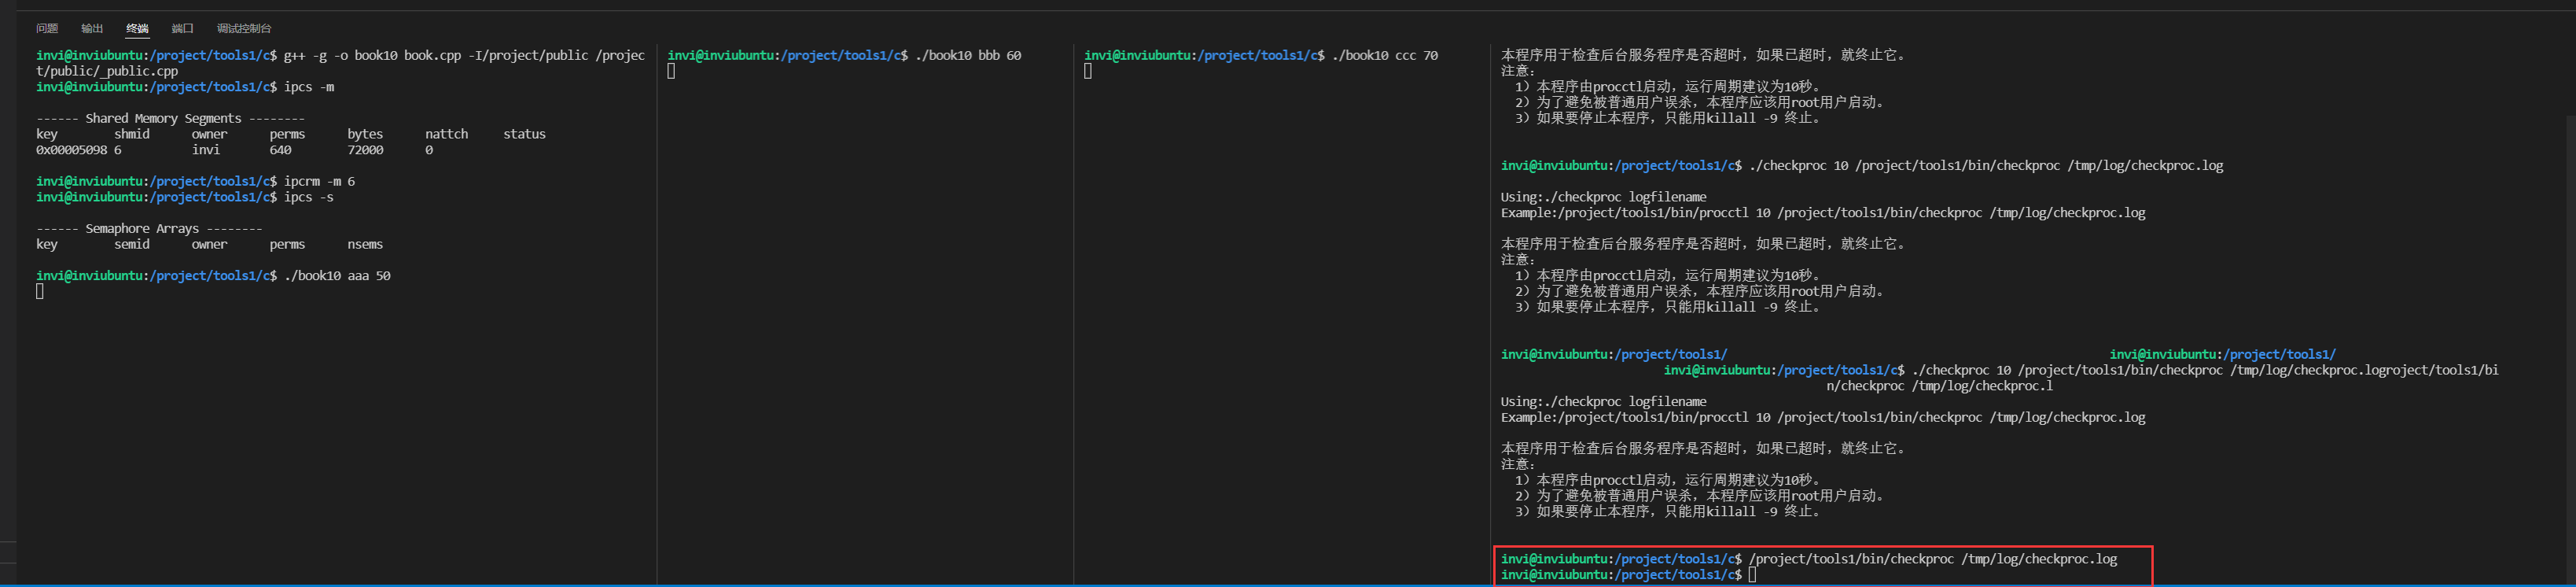 问题 输出 终端 端口 调试控制台
invi@inviubuntu:/project/tools1/c$ g++ -g -o book10 book.cpp -I/project/public /projec
t/public/_public.cpp
invi@inviubuntu:/project/tools1/c$ ipcs -m
------ Shared Memory Segments --------
key shmid owner perms bytes nattch status
0x00005098 6 invi 640 72000 0
invi@inviubuntu:/project/tools1/c$ ipcrm -m 6
invi@inviubuntu:/project/tools1/c$ ipcs -s
------ Semaphore Arrays --------
key semid owner perms nsems
invi@inviubuntu:/project/tools1/c$ ./book10 aaa 50
invi@inviubuntu:/project/tools1/c$ ./book10 bbb 60
invi@inviubuntu:/project/tools1/c$ ./book10 ccc 70
本程序用于检查后台服务程序是否超时，如果已超时，就终止它。
注意：
1）本程序由procctl启动，运行周期建议为10秒。
2）为了避免被普通用户误杀，本程序应该用root用户启动。
3）如果要停止本程序，只能用killall -9 终止。
invi@inviubuntu:/project/tools1/c$ ./checkproc 10 /project/tools1/bin/checkproc /tmp/log/checkproc.log
Using:./checkproc logfilename
Example:/project/tools1/bin/procctl 10 /project/tools1/bin/checkproc /tmp/log/checkproc.log
本程序用于检查后台服务程序是否超时，如果已超时，就终止它。
注意：
1）本程序由procctl启动，运行周期建议为10秒。
2）为了避免被普通用户误杀，本程序应该用root用户启动。
3）如果要停止本程序，只能用killall -9 终止。
invi@inviubuntu:/project/tools1/ invi@inviubuntu:/project/tools1/
invi@inviubuntu:/project/tools1/c$ ./checkproc 10 /project/tools1/bin/checkproc /tmp/log/checkproc.logroject/tools1/bi
n/checkproc /tmp/log/checkproc.l
Using:./checkproc logfilename
Example:/project/tools1/bin/procctl 10 /project/tools1/bin/checkproc /tmp/log/checkproc.log
本程序用于检查后台服务程序是否超时，如果已超时，就终止它。
注意：
1）本程序由procctl启动，运行周期建议为10秒。
2）为了避免被普通用户误杀，本程序应该用root用户启动。
3）如果要停止本程序，只能用killall -9 终止。
invi@inviubuntu:/project/tools1/c$ /project/tools1/bin/checkproc /tmp/log/checkproc.log
invi@inviubuntu:/project/tools1/c$